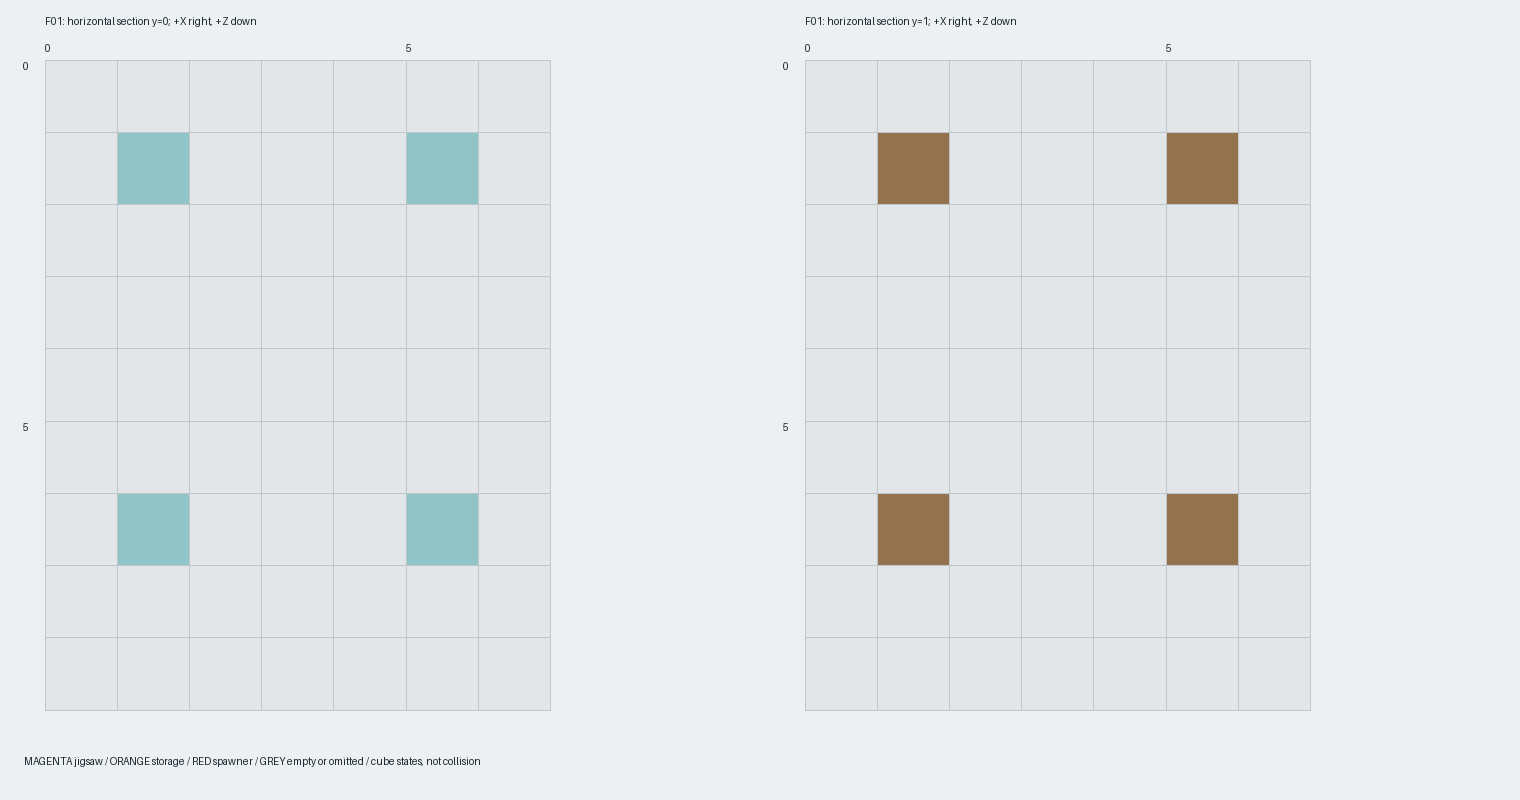 F01: horizontal section y=0; +X right, +Z down
0 5
0
5
F01: horizontal section y=1; +X right, +Z down
0 5
0
5
MAGENTA jigsaw / ORANGE storage / RED spawner / GREY empty or omitted / cube states, not collision